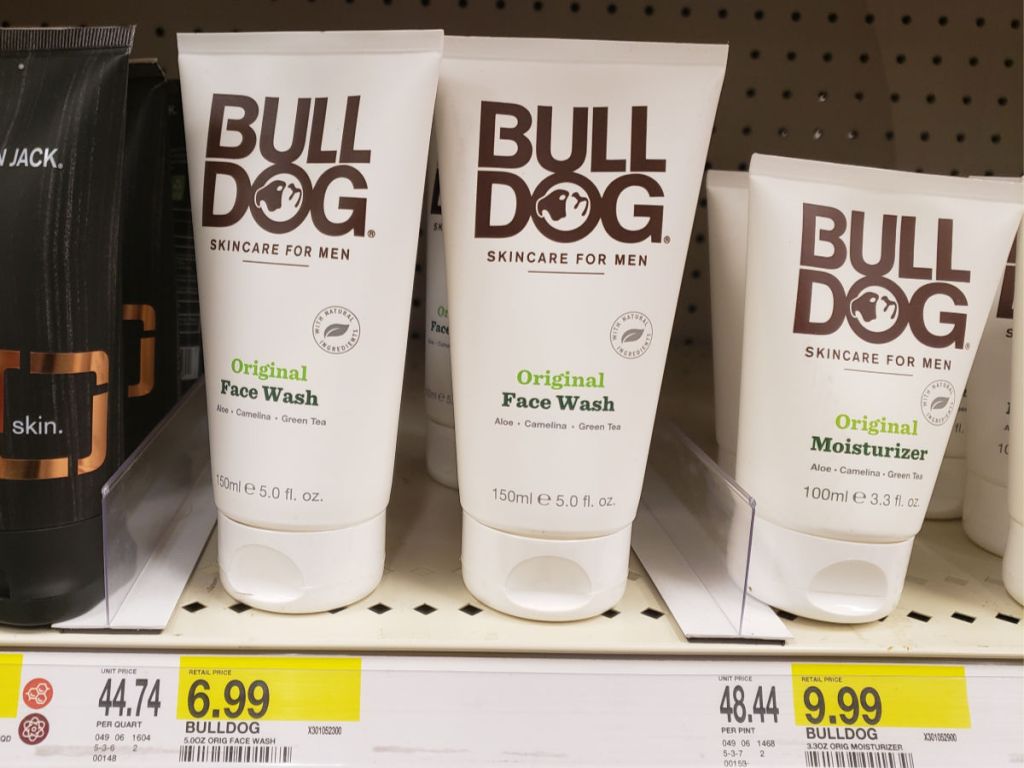 N JACK.
skin.
BULL
DOG
SKINCARE FOR MEN
WITH NATURAL INGREDIENTS
Original
Face Wash
Aloe • Camelina • Green Tea
150ml e 5.0 fl. oz.
BULL
DOG
SKINCARE FOR MEN
WITH NATURAL INGREDIENTS
Original
Face Wash
Aloe • Camelina • Green Tea
150ml e 5.0 fl. oz.
BULL
DOG
SKINCARE FOR MEN
WITH NATURAL INGREDIENTS
Original
Moisturizer
Aloe • Camelina • Green Tea
100ml e 3.3 fl. oz.
UNIT PRICE
44.74
PER QUART
049 06 1604
5-3-6 2
00148
RETAIL PRICE
6.99
BULLDOG
X301052300
5.0OZ ORIG FACE WASH
UNIT PRICE
48.44
PER PINT
049 06 1468
5-3-7 2
RETAIL PRICE
9.99
BULLDOG
X301052900
3.3OZ ORIG MOISTURIZER